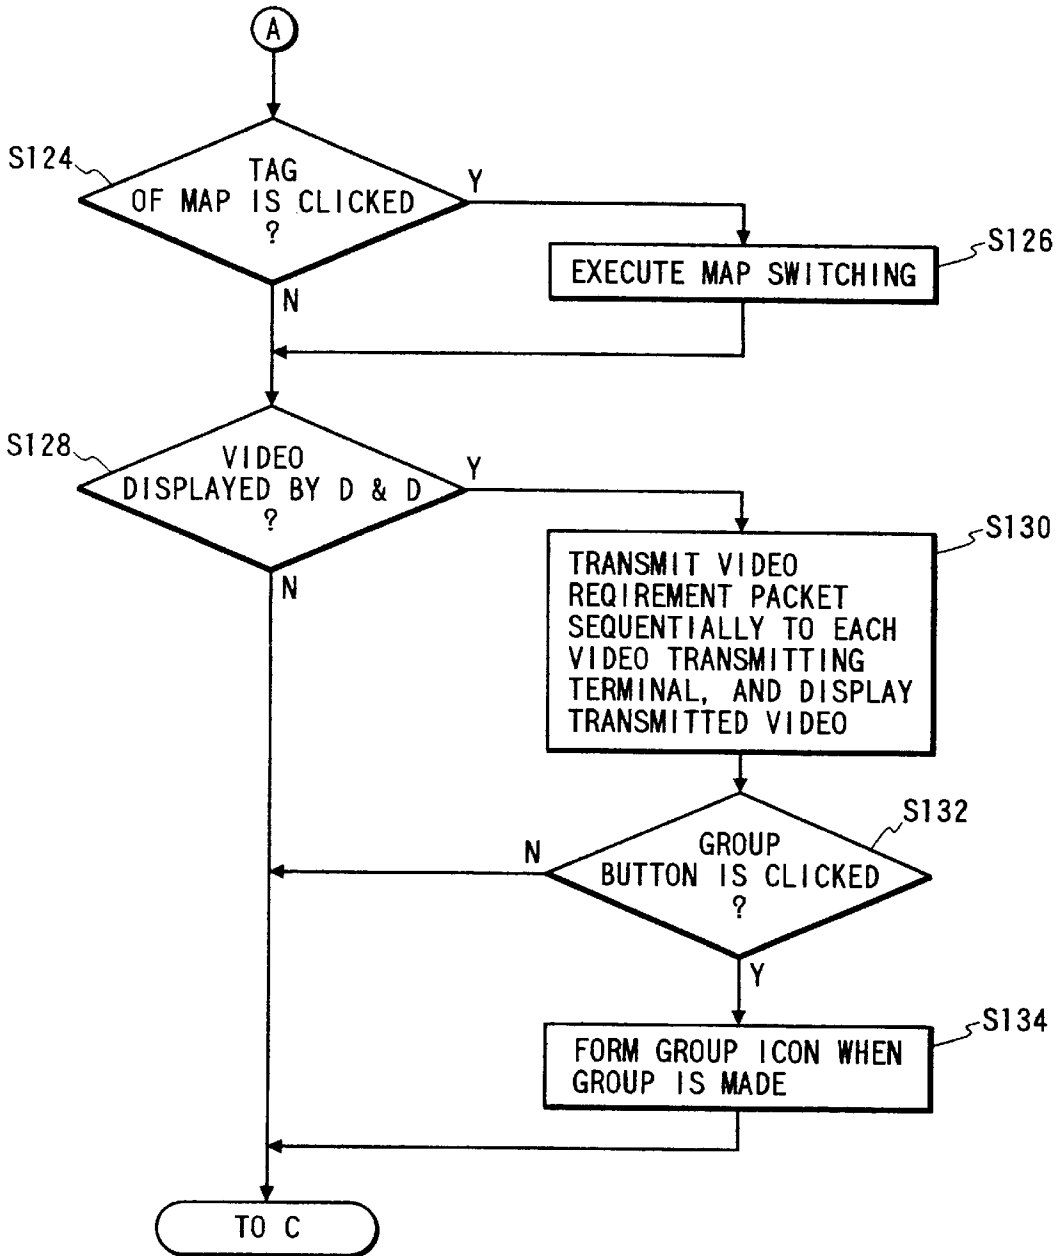 A
S124
TAG
OF MAP IS CLICKED
?
Y
N
S126
EXECUTE MAP SWITCHING
S128
VIDEO
DISPLAYED BY D & D
?
Y
N
S130
TRANSMIT VIDEO
REQIREMENT PACKET
SEQUENTIALLY TO EACH
VIDEO TRANSMITTING
TERMINAL, AND DISPLAY
TRANSMITTED VIDEO
S132
GROUP
BUTTON IS CLICKED
?
N
Y
S134
FORM GROUP ICON WHEN
GROUP IS MADE
TO C